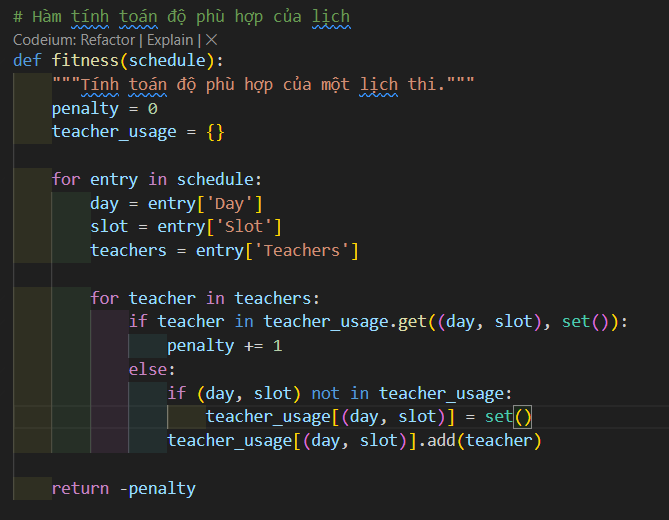 # Hàm tính toán độ phù hợp của lịch
Codeium: Refactor | Explain | ×
def fitness(schedule):
    """Tính toán độ phù hợp của một lịch thi."""
    penalty = 0
    teacher_usage = {}
    for entry in schedule:
        day = entry['Day']
        slot = entry['Slot']
        teachers = entry['Teachers']
        for teacher in teachers:
            if teacher in teacher_usage.get((day, slot), set()):
                penalty += 1
            else:
                if (day, slot) not in teacher_usage:
                    teacher_usage[(day, slot)] = set()
                teacher_usage[(day, slot)].add(teacher)
    return -penalty